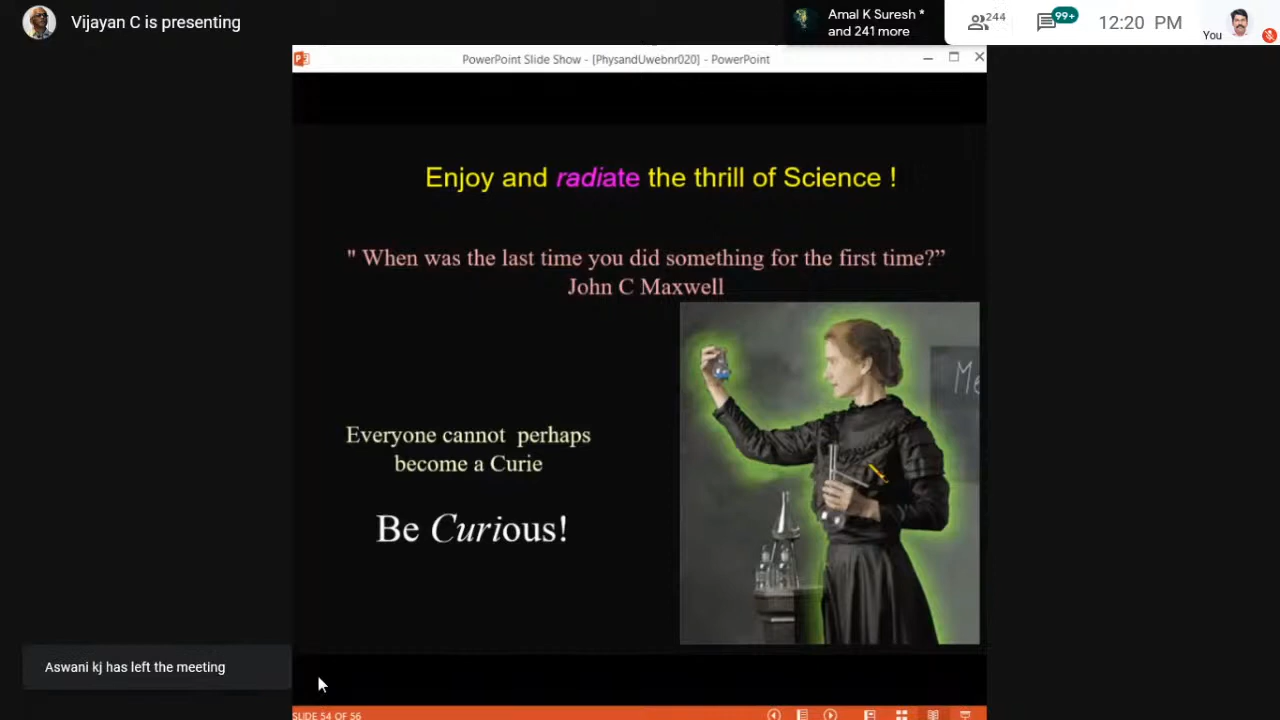 Vijayan C is presenting
Amal K Suresh *
and 241 more
244
99+
12:20 PM
You
PowerPoint Slide Show - [PhysandUwebnr020] - PowerPoint
Enjoy and radiate the thrill of Science !
" When was the last time you did something for the first time?”
John C Maxwell
Me
Everyone cannot perhaps
become a Curie
Be Curious!
Aswani kj has left the meeting
SLIDE 54 OF 56